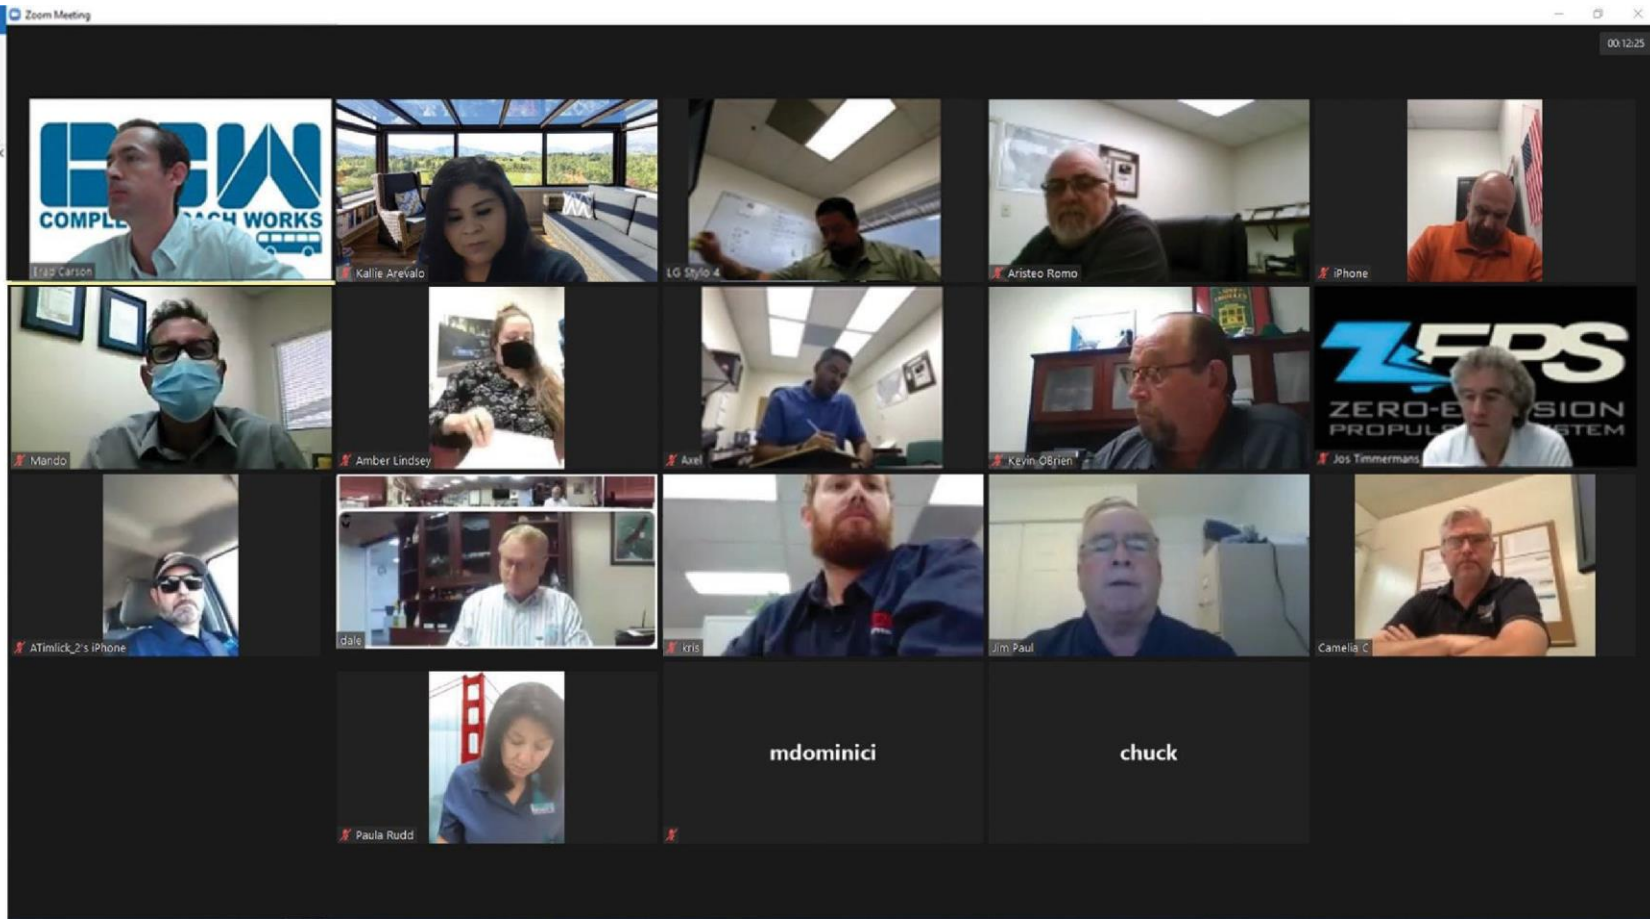 Zoom Meeting
00:12:25
COMPLE
ACH WORKS
Brad Carson
Kallie Arevalo
LG Stylo 4
Aristeo Romo
iPhone
Mando
Amber Lindsey
Axel
Kevin OBrien
ZEPS
ZERO-E SION
PROPUL STEM
Jos Timmermans
ATimlick_2's iPhone
dale
kris
Jim Paul
Camelia C
Paula Rudd
mdominici
chuck